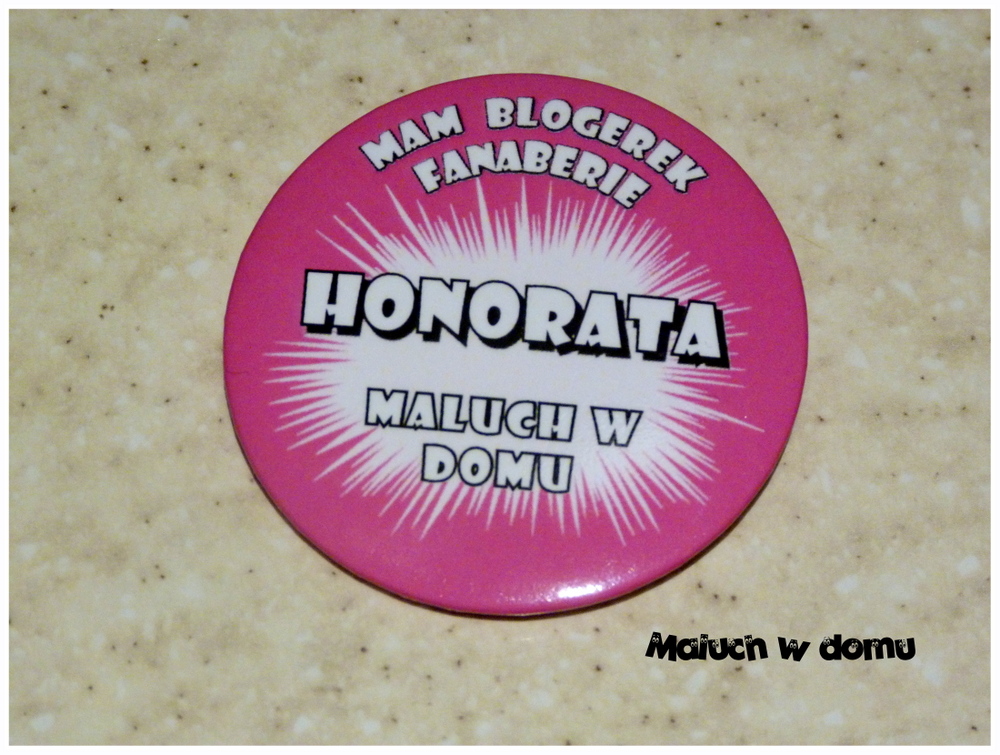 MAM BLOGEREK
FANABERIE
HONORATA
MALUCH W
DOMU
Maluch w domu